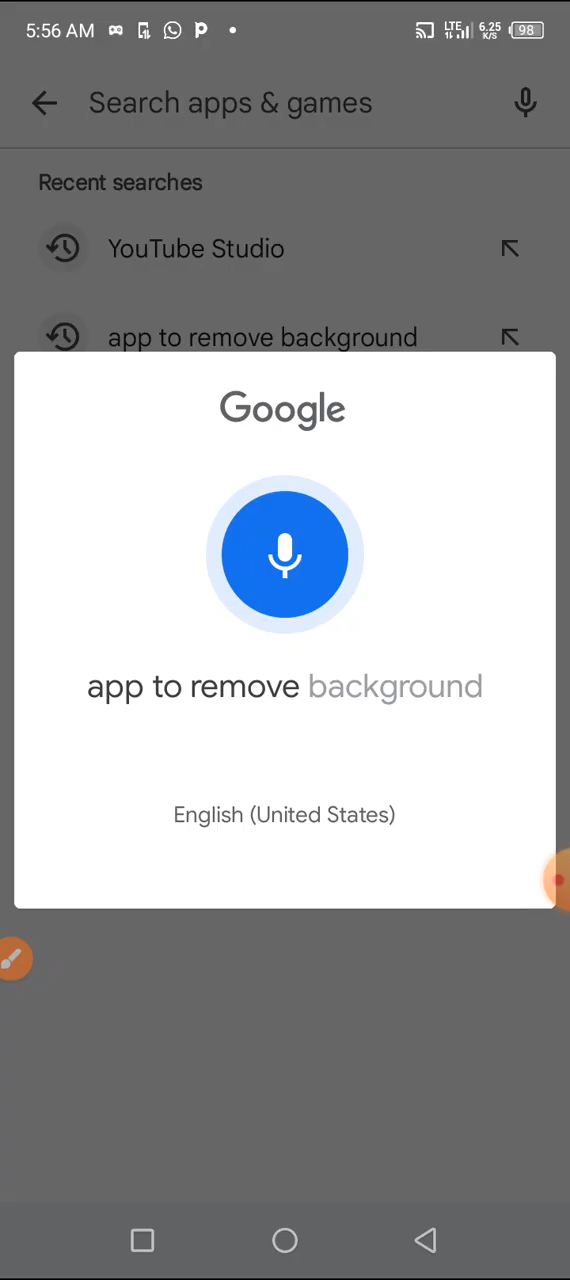 5:56 AM LTE 6.25 K/S 98
Search apps & games
Recent searches
YouTube Studio
app to remove background
Google
app to remove background
English (United States)